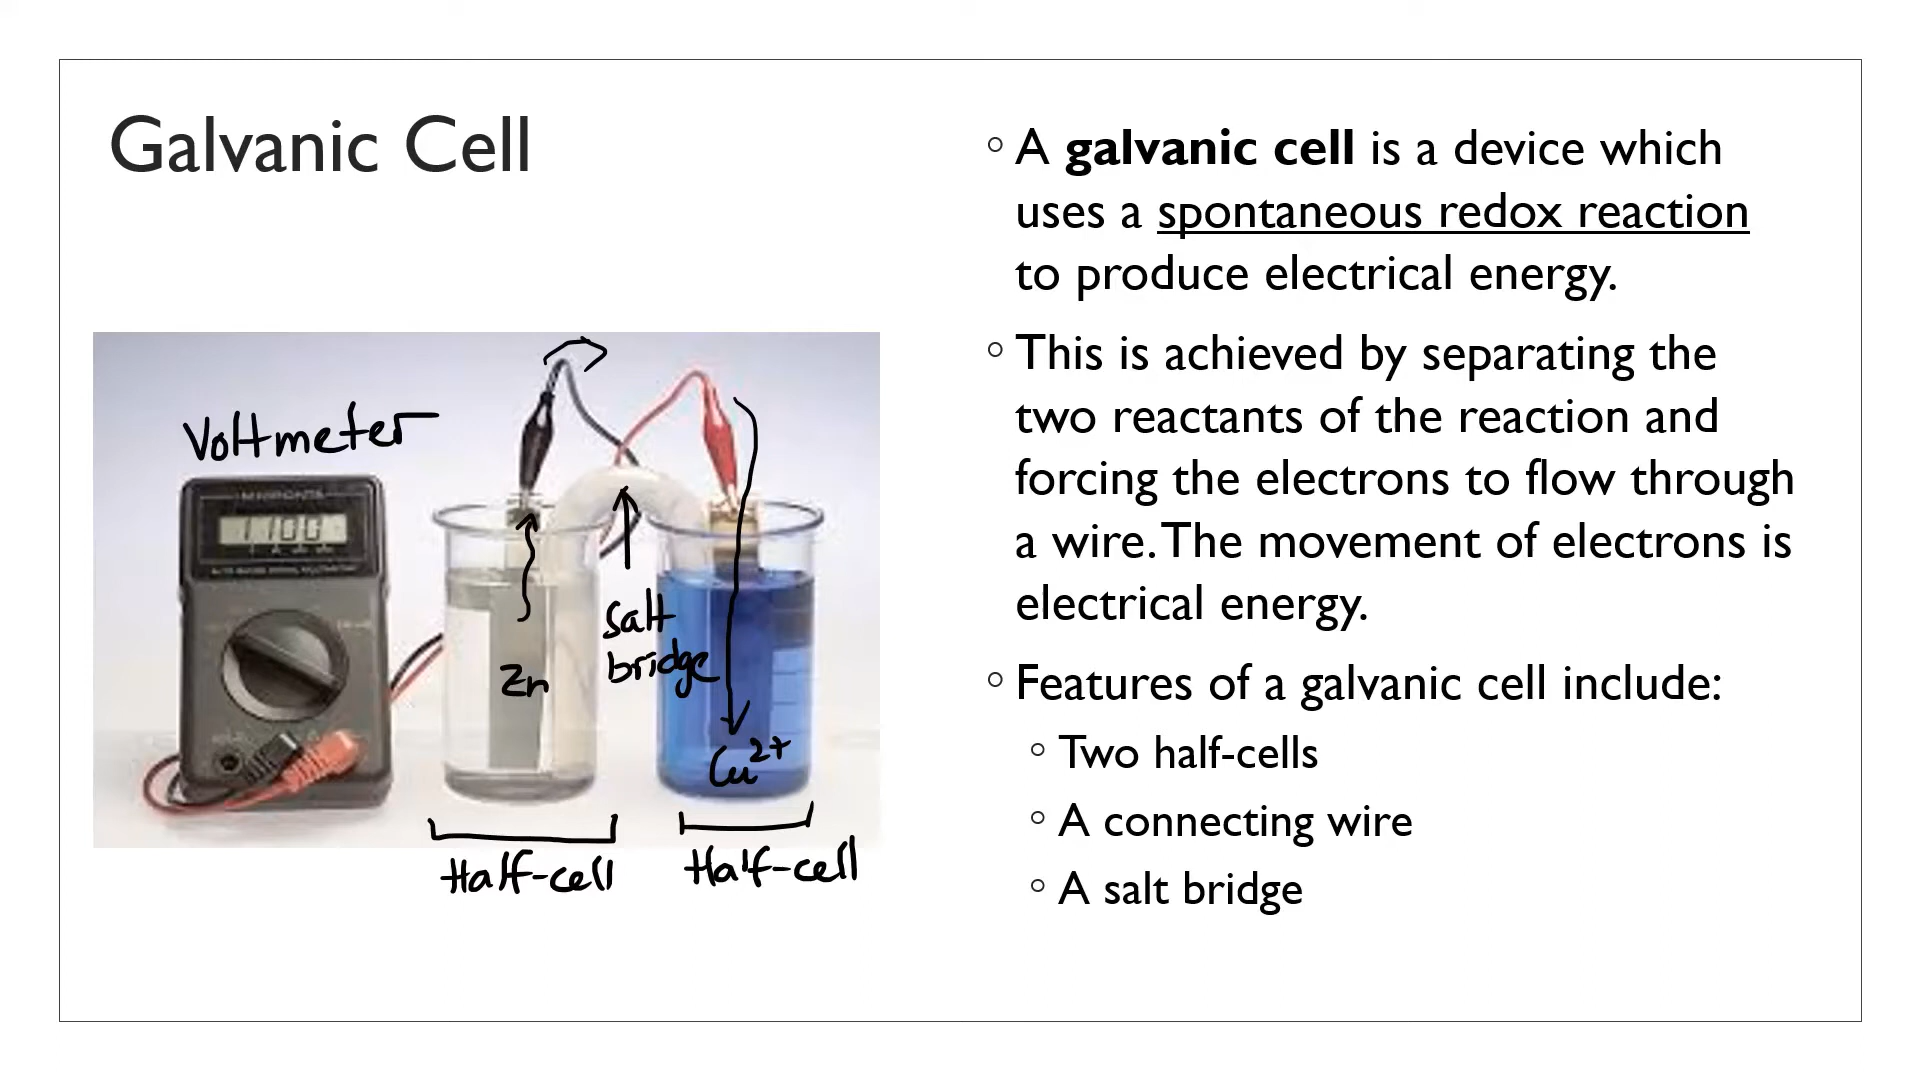 Galvanic Cell
Voltmeter
1.100
Zn
Salt
bridge
Cu²⁺
Half-cell
Half-cell
○ A galvanic cell is a device which
uses a spontaneous redox reaction
to produce electrical energy.
○ This is achieved by separating the
two reactants of the reaction and
forcing the electrons to flow through
a wire. The movement of electrons is
electrical energy.
○ Features of a galvanic cell include:
○ Two half-cells
○ A connecting wire
○ A salt bridge